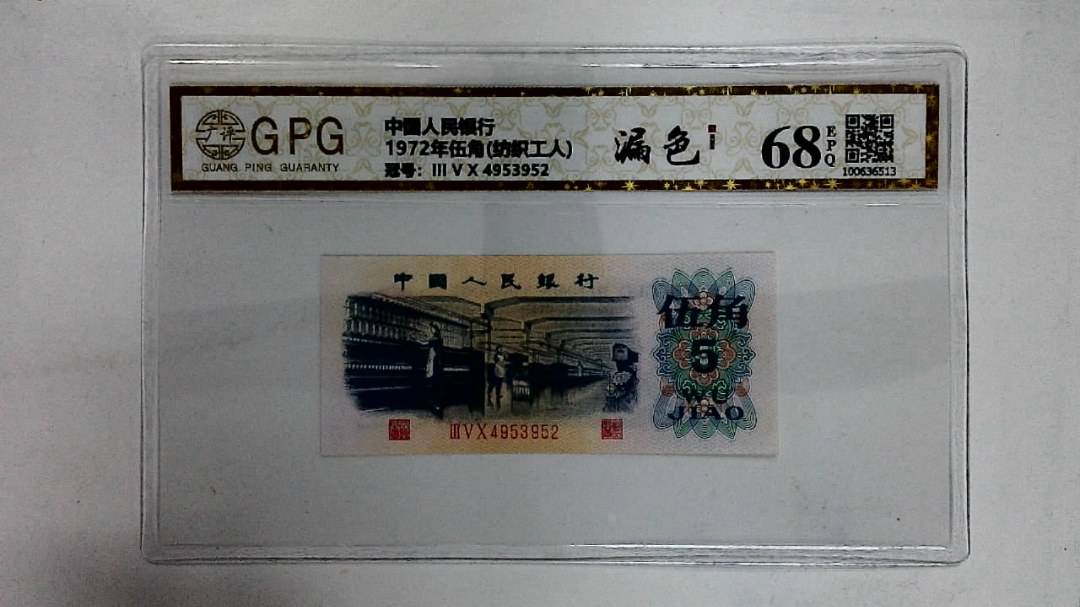 GPG
GUANG PING GUARANTY
中國人民銀行
1972年伍角(纺织工人)
冠号: III V X 4953952
漏色
68
EPQ
100636513
中國人民銀行
伍角
5
WU
JIAO
III V X 4953952